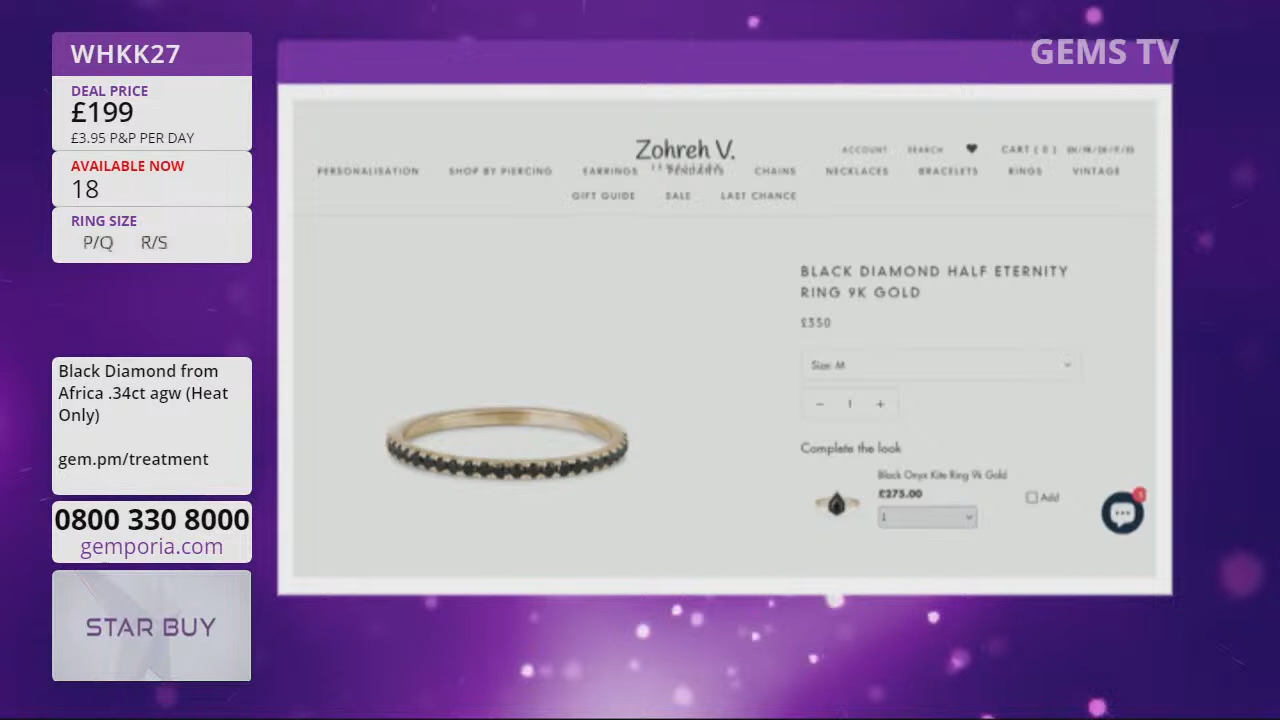 WHKK27
DEAL PRICE
£199
£3.95 P&P PER DAY
AVAILABLE NOW
18
RING SIZE
P/Q R/S
Black Diamond from
Africa .34ct agw (Heat
Only)
gem.pm/treatment
0800 330 8000
gemporia.com
STAR BUY
GEMS TV
Zohreh V.
ACCOUNT SEARCH CART ( 0 )
PERSONALISATION SHOP BY PIERCING EARRINGS PENDANTS CHAINS NECKLACES BRACELETS RINGS VINTAGE
GIFT GUIDE SALE LAST CHANCE
BLACK DIAMOND HALF ETERNITY
RING 9K GOLD
£350
Size: M
− 1 +
Complete the look
Black Onyx Kite Ring 9k Gold
£275.00
Add
1